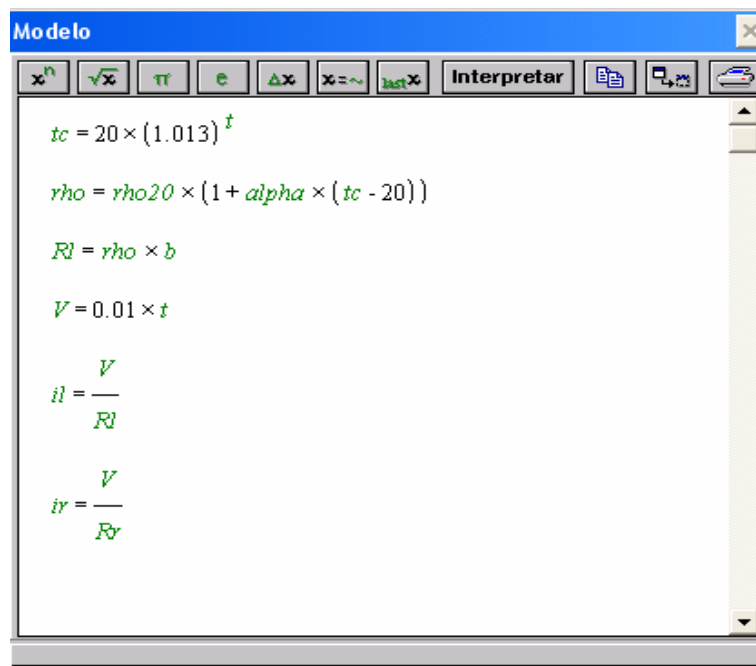 Modelo
xⁿ √x π e Δx x=~ last x Interpretar
tc = 20 × (1.013)^t
rho = rho20 × (1 + alpha × (tc - 20))
Rl = rho × b
V = 0.01 × t
il = V / Rl
ir = V / Rr